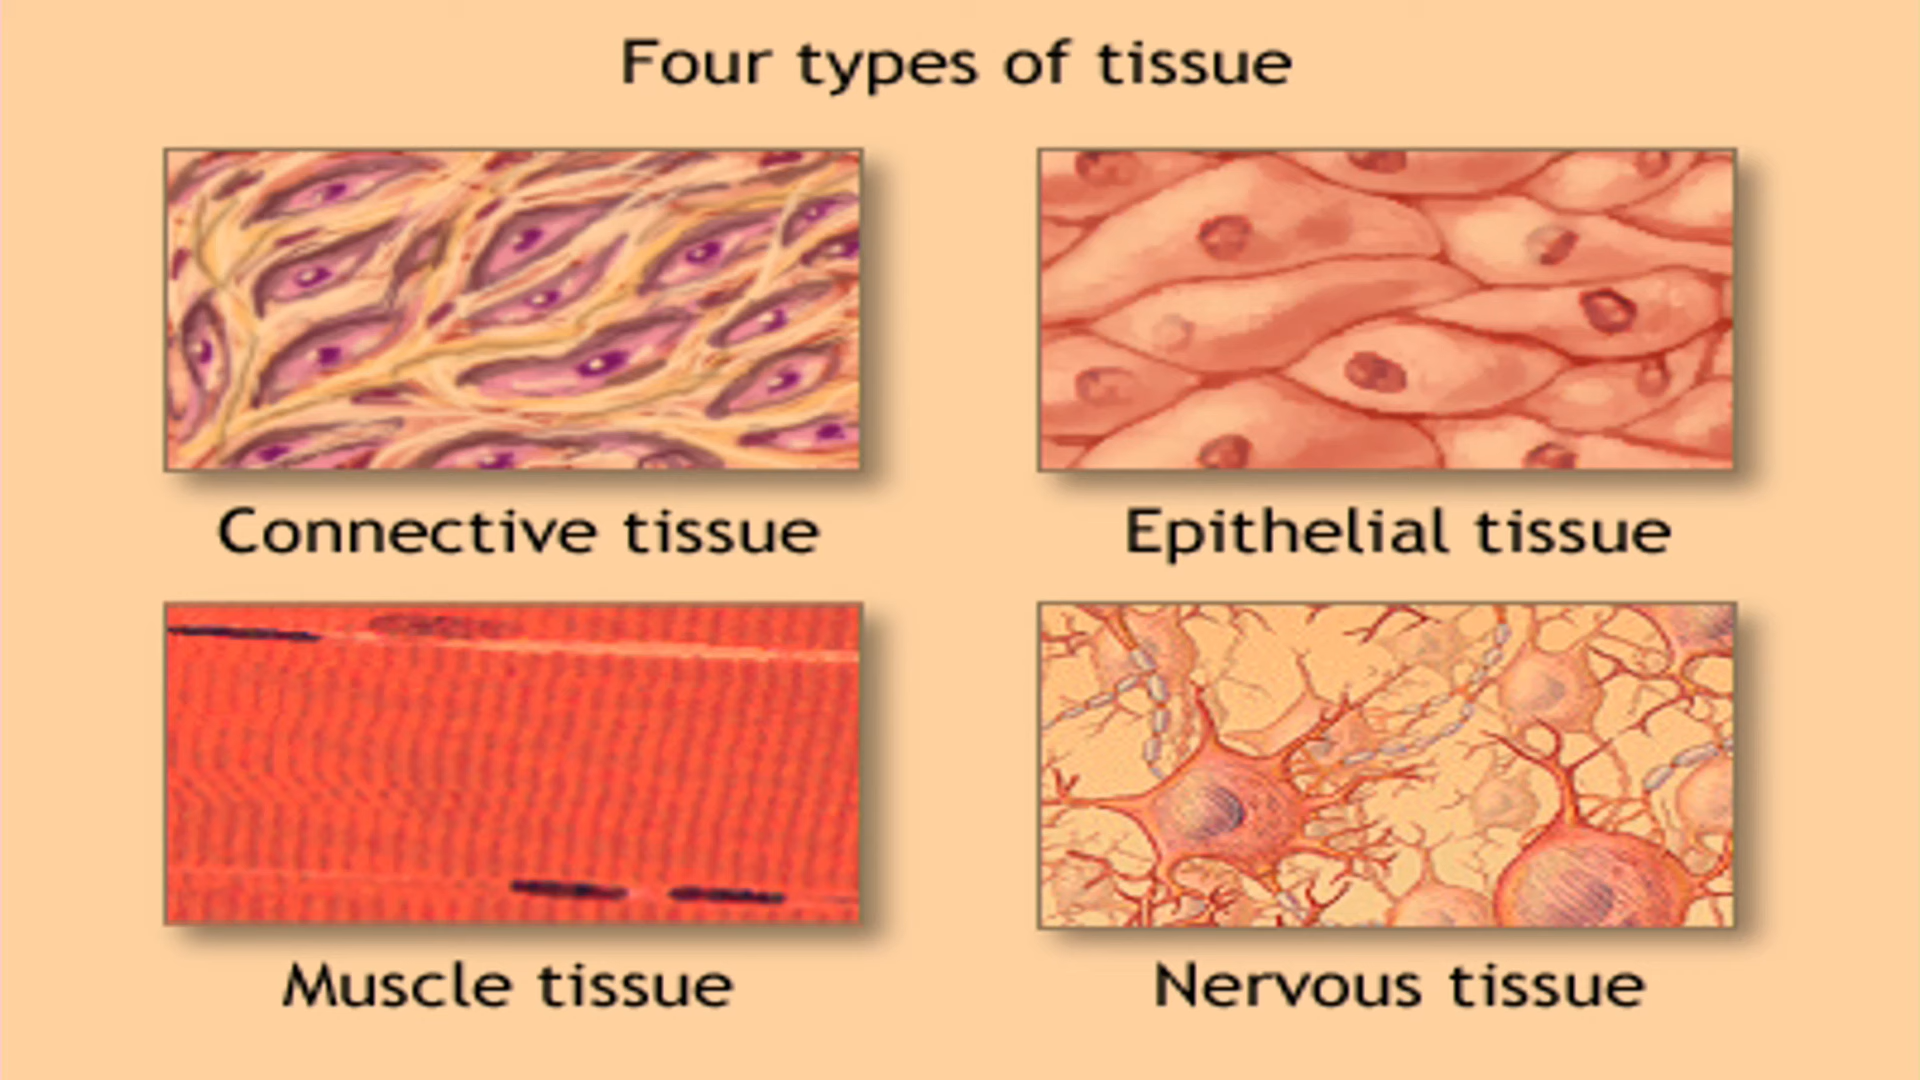 Four types of tissue
Connective tissue
Epithelial tissue
Muscle tissue
Nervous tissue